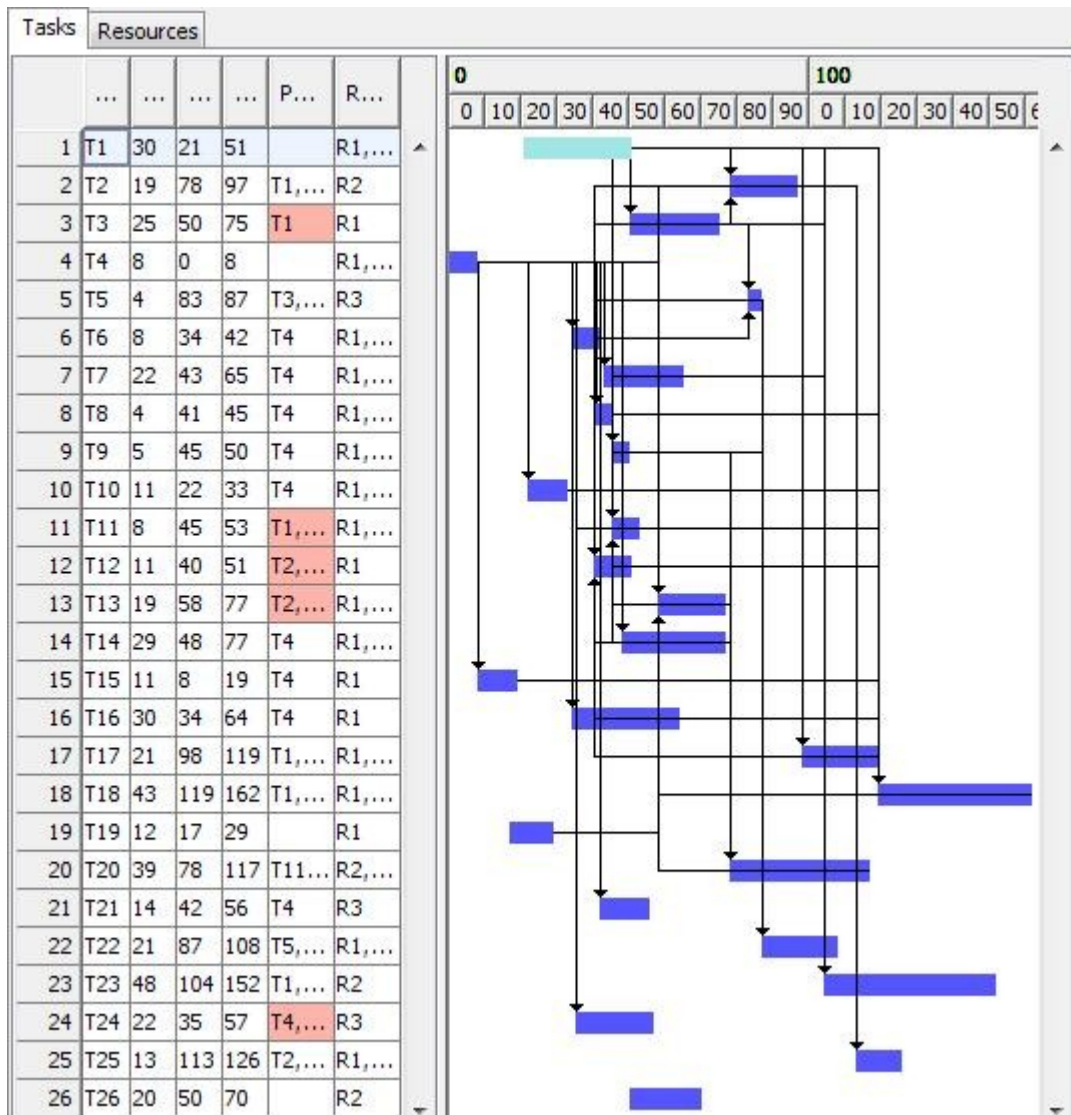 Tasks Resources
... ... ... ... P... R...
0 100
0 10 20 30 40 50 60 70 80 90 0 10 20 30 40 50 6
1 T1 30 21 51 R1,...
2 T2 19 78 97 T1,... R2
3 T3 25 50 75 T1 R1
4 T4 8 0 8 R1,...
5 T5 4 83 87 T3,... R3
6 T6 8 34 42 T4 R1,...
7 T7 22 43 65 T4 R1,...
8 T8 4 41 45 T4 R1,...
9 T9 5 45 50 T4 R1,...
10 T10 11 22 33 T4 R1,...
11 T11 8 45 53 T1,... R1,...
12 T12 11 40 51 T2,... R1
13 T13 19 58 77 T2,... R1,...
14 T14 29 48 77 T4 R1,...
15 T15 11 8 19 T4 R1
16 T16 30 34 64 T4 R1
17 T17 21 98 119 T1,... R1,...
18 T18 43 119 162 T1,... R1,...
19 T19 12 17 29 R1
20 T20 39 78 117 T11... R2,...
21 T21 14 42 56 T4 R3
22 T22 21 87 108 T5,... R1,...
23 T23 48 104 152 T1,... R2
24 T24 22 35 57 T4,... R3
25 T25 13 113 126 T2,... R1,...
26 T26 20 50 70 R2